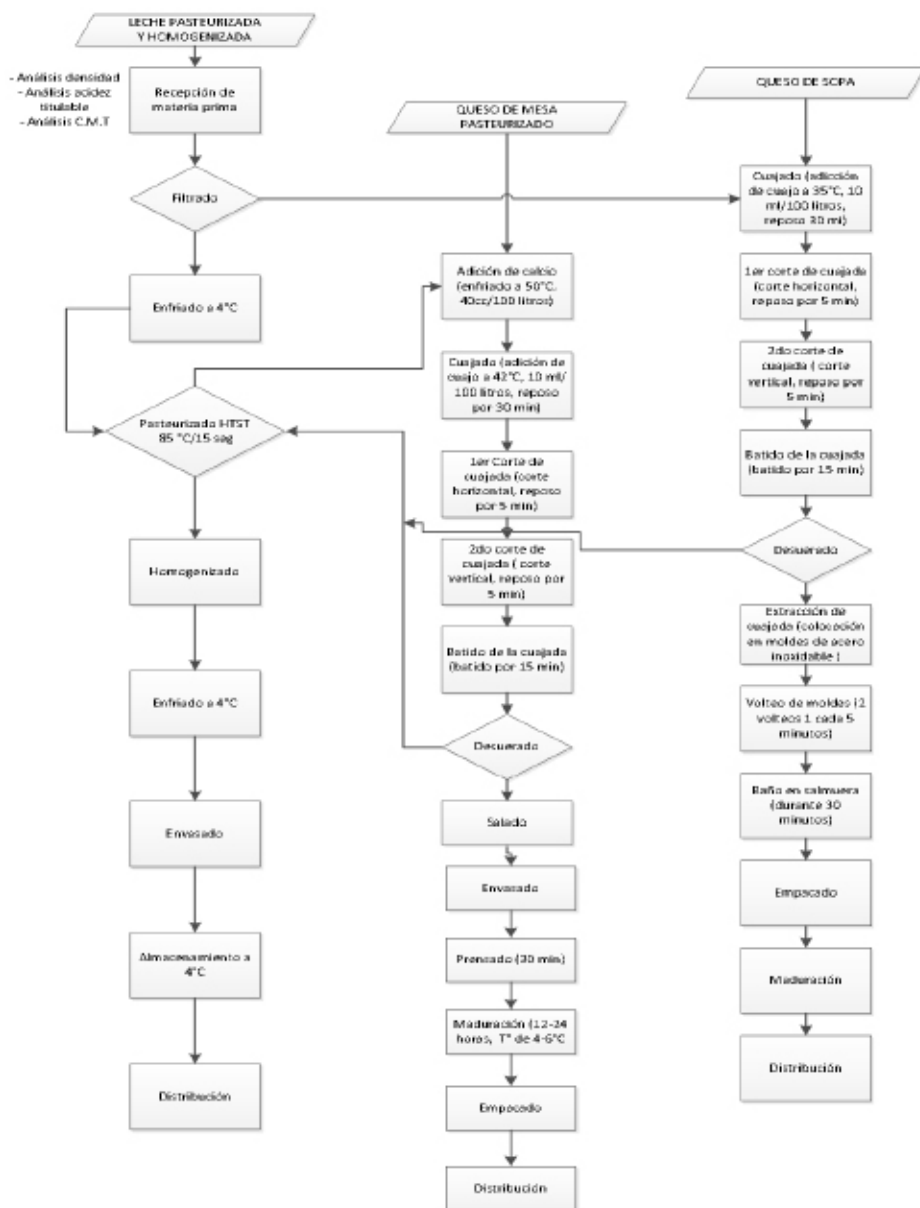 LECHE PASTEURIZADA
Y HOMOGENIZADA
- Análisis densidad
- Análisis acidez
titulable
- Análisis C.M.T
Recepción de
materia prima
Filtrado
Enfriado a 4°C
Pasteurizado HTST
85 °C/15 seg
Homogenizado
Enfriado a 4°C
Envasado
Almacenamiento a
4°C
Distribución
QUESO DE MESA
PASTEURIZADO
Adición de calcio
(enfriado a 50°C,
40cc/100 litros)
Cuajado (adición de
cuajo a 42°C, 10 ml/
100 litros, reposo
por 30 min)
1er Corte de
cuajada (corte
horizontal, reposo
por 5 min)
2do corte de
cuajada ( corte
vertical, reposo por
5 min)
Batido de la cuajada
(batido por 15 min)
Desuerado
Salado
Envasado
Prensado (30 min)
Maduración (12-24
horas, T° de 4-6°C
Empacado
Distribución
QUESO DE SOPA
Cuajado (adicción
de cuajo a 35°C, 10
ml/100 litros,
reposo 30 mi)
1er corte de cuajada
(corte horizontal,
reposo por 5 min)
2do corte de
cuajada ( corte
vertical, reposo por
5 min)
Batido de la cuajada
(batido por 15 min)
Desuerado
Extracción de
cuajada (colocación
en moldes de acero
inoxidable )
Volteo de moldes (2
volteos 1 cada 5
minutos)
Baño en salmuera
(durante 30
minutos)
Empacado
Maduración
Distribución